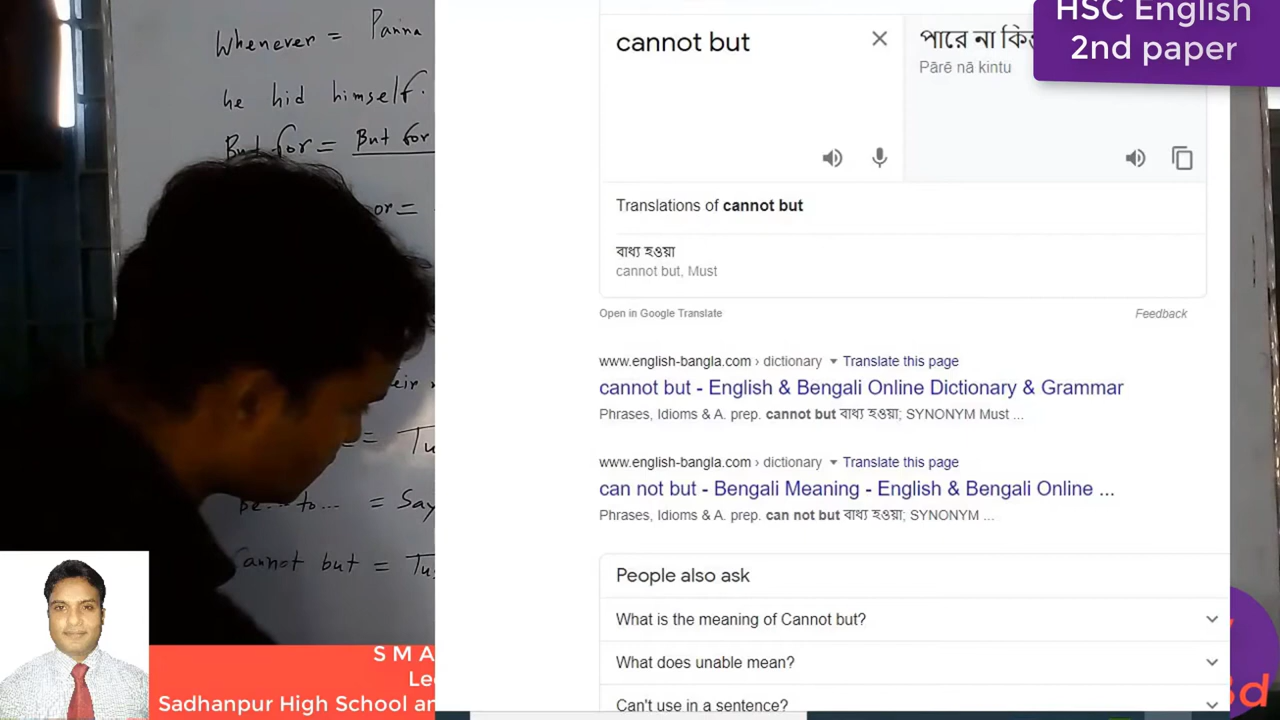 Whenever = Panna
he hid himself.
But for = But for
or =
eir
= Tu
be... to... = Say
Cannot but = Tu
cannot but
পারে না কি
Pārē nā kintu
HSC English
2nd paper
Translations of cannot but
বাধ্য হওয়া
cannot but, Must
Open in Google Translate
Feedback
www.english-bangla.com › dictionary ▾ Translate this page
cannot but - English & Bengali Online Dictionary & Grammar
Phrases, Idioms & A. prep. cannot but বাধ্য হওয়া; SYNONYM Must ...
www.english-bangla.com › dictionary ▾ Translate this page
can not but - Bengali Meaning - English & Bengali Online ...
Phrases, Idioms & A. prep. can not but বাধ্য হওয়া; SYNONYM ...
People also ask
What is the meaning of Cannot but?
What does unable mean?
Can't use in a sentence?
S M A
Le
Sadhanpur High School an
d